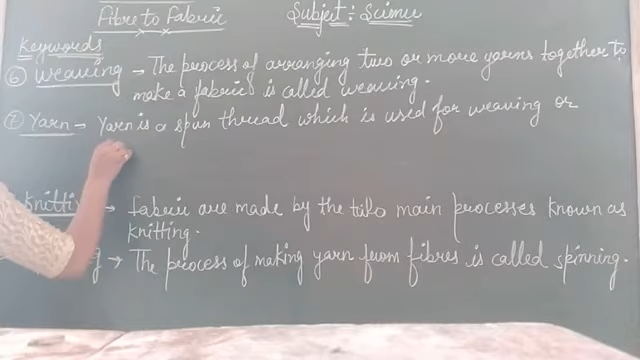 Fibre to Fabric Subject: Science
Keywords
⑥ Weaving → The process of arranging two or more yarns together to
make a fabric is called weaving.
⑦ Yarn → Yarn is a spun thread which is used for weaving or
Knitti → fabric are made by the two main processes known as
knitting.
g → The process of making yarn from fibres is called spinning.